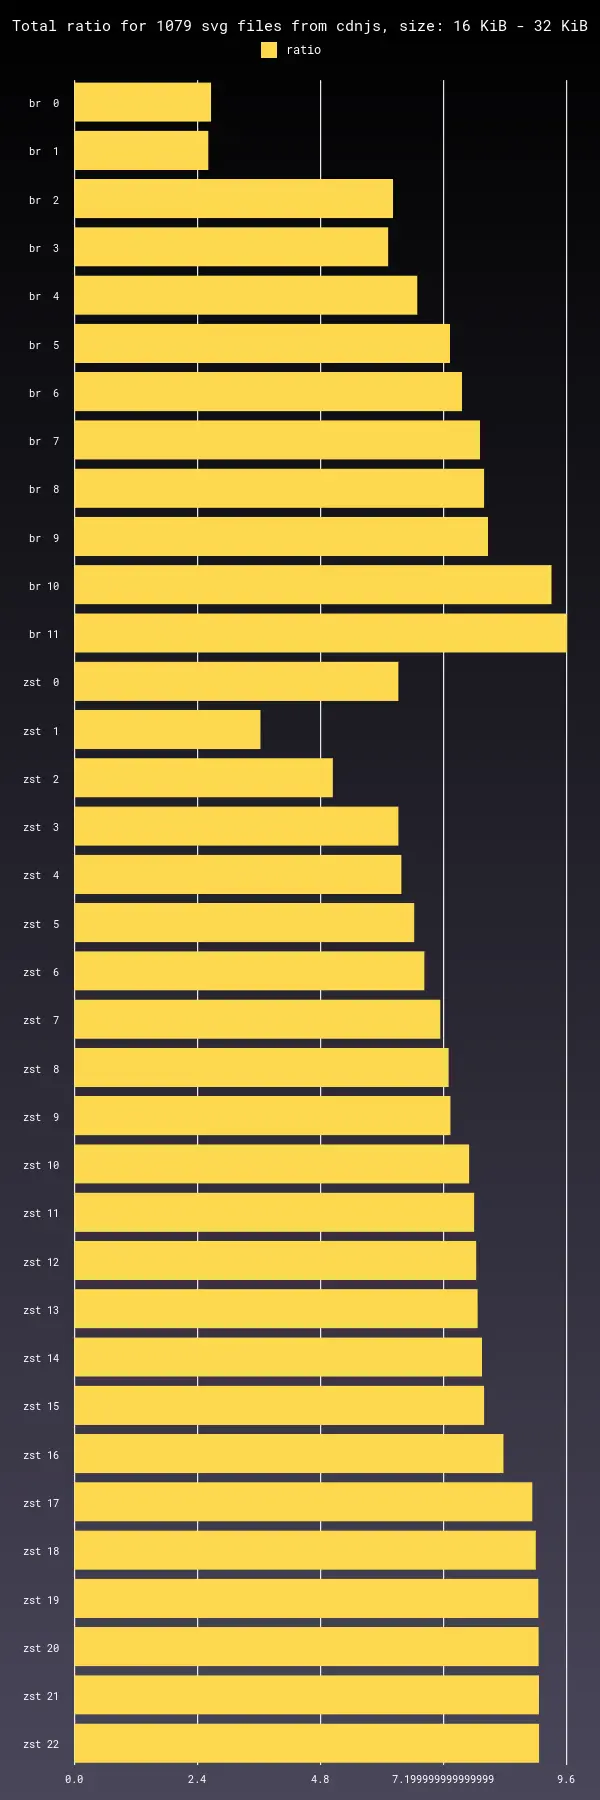 Total ratio for 1079 svg files from cdnjs, size: 16 KiB - 32 KiB
ratio
br 0
br 1
br 2
br 3
br 4
br 5
br 6
br 7
br 8
br 9
br 10
br 11
zst 0
zst 1
zst 2
zst 3
zst 4
zst 5
zst 6
zst 7
zst 8
zst 9
zst 10
zst 11
zst 12
zst 13
zst 14
zst 15
zst 16
zst 17
zst 18
zst 19
zst 20
zst 21
zst 22
0.0 2.4 4.8 7.199999999999999 9.6